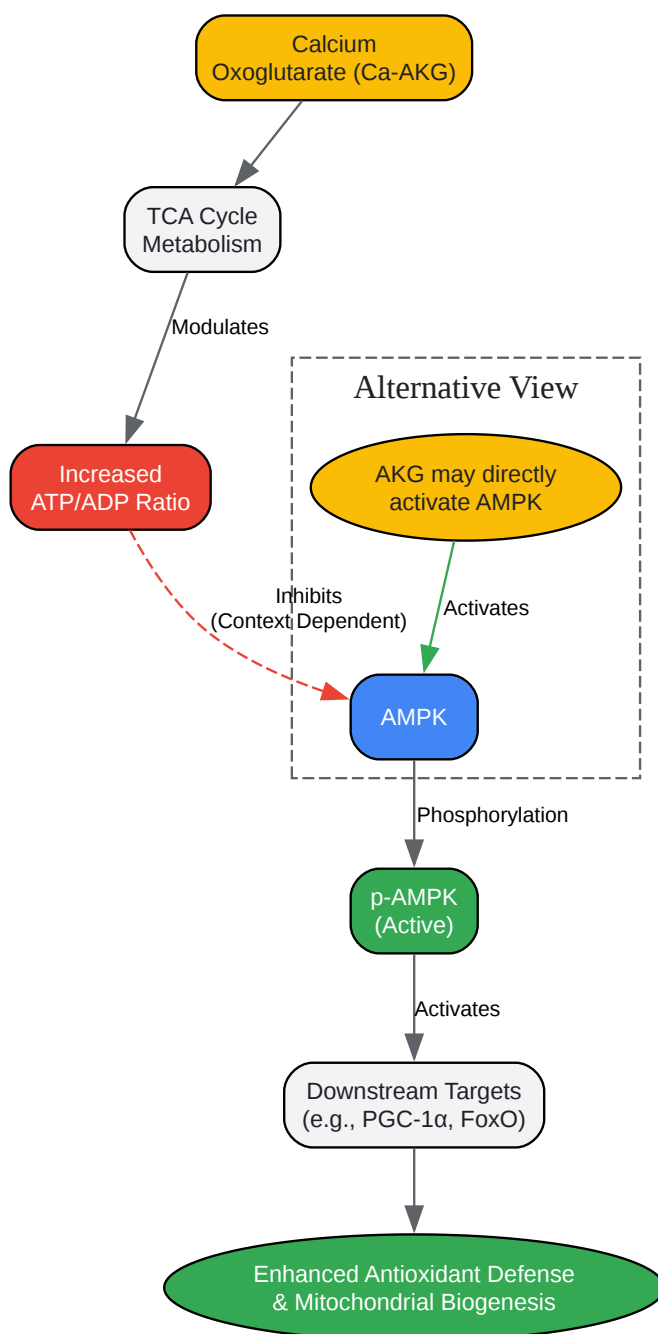 Calcium
Oxoglutarate (Ca-AKG)
TCA Cycle
Metabolism
Modulates
Alternative View
Increased
ATP/ADP Ratio
AKG may directly
activate AMPK
Inhibits
(Context Dependent)
Activates
AMPK
Phosphorylation
p-AMPK
(Active)
Activates
Downstream Targets
(e.g., PGC-1α, FoxO)
Enhanced Antioxidant Defense
& Mitochondrial Biogenesis